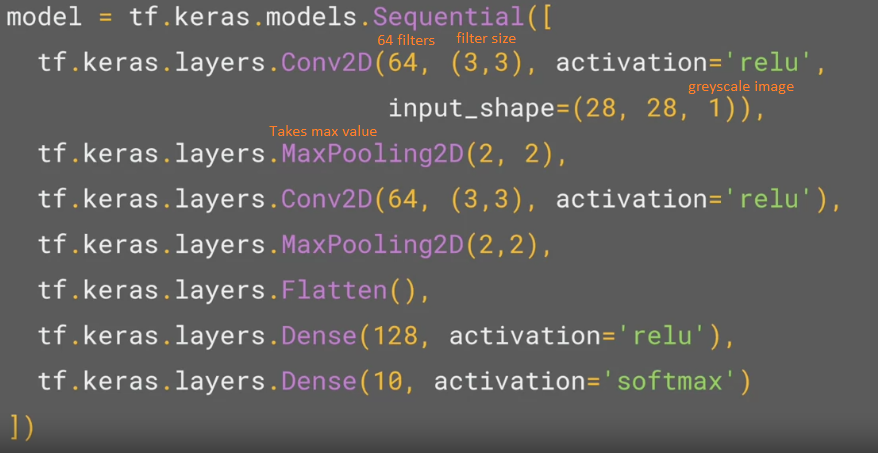 model = tf.keras.models.Sequential([
64 filters
filter size
tf.keras.layers.Conv2D(64, (3,3), activation='relu',
greyscale image
input_shape=(28, 28, 1)),
Takes max value
tf.keras.layers.MaxPooling2D(2, 2),
tf.keras.layers.Conv2D(64, (3,3), activation='relu'),
tf.keras.layers.MaxPooling2D(2,2),
tf.keras.layers.Flatten(),
tf.keras.layers.Dense(128, activation='relu'),
tf.keras.layers.Dense(10, activation='softmax')
])